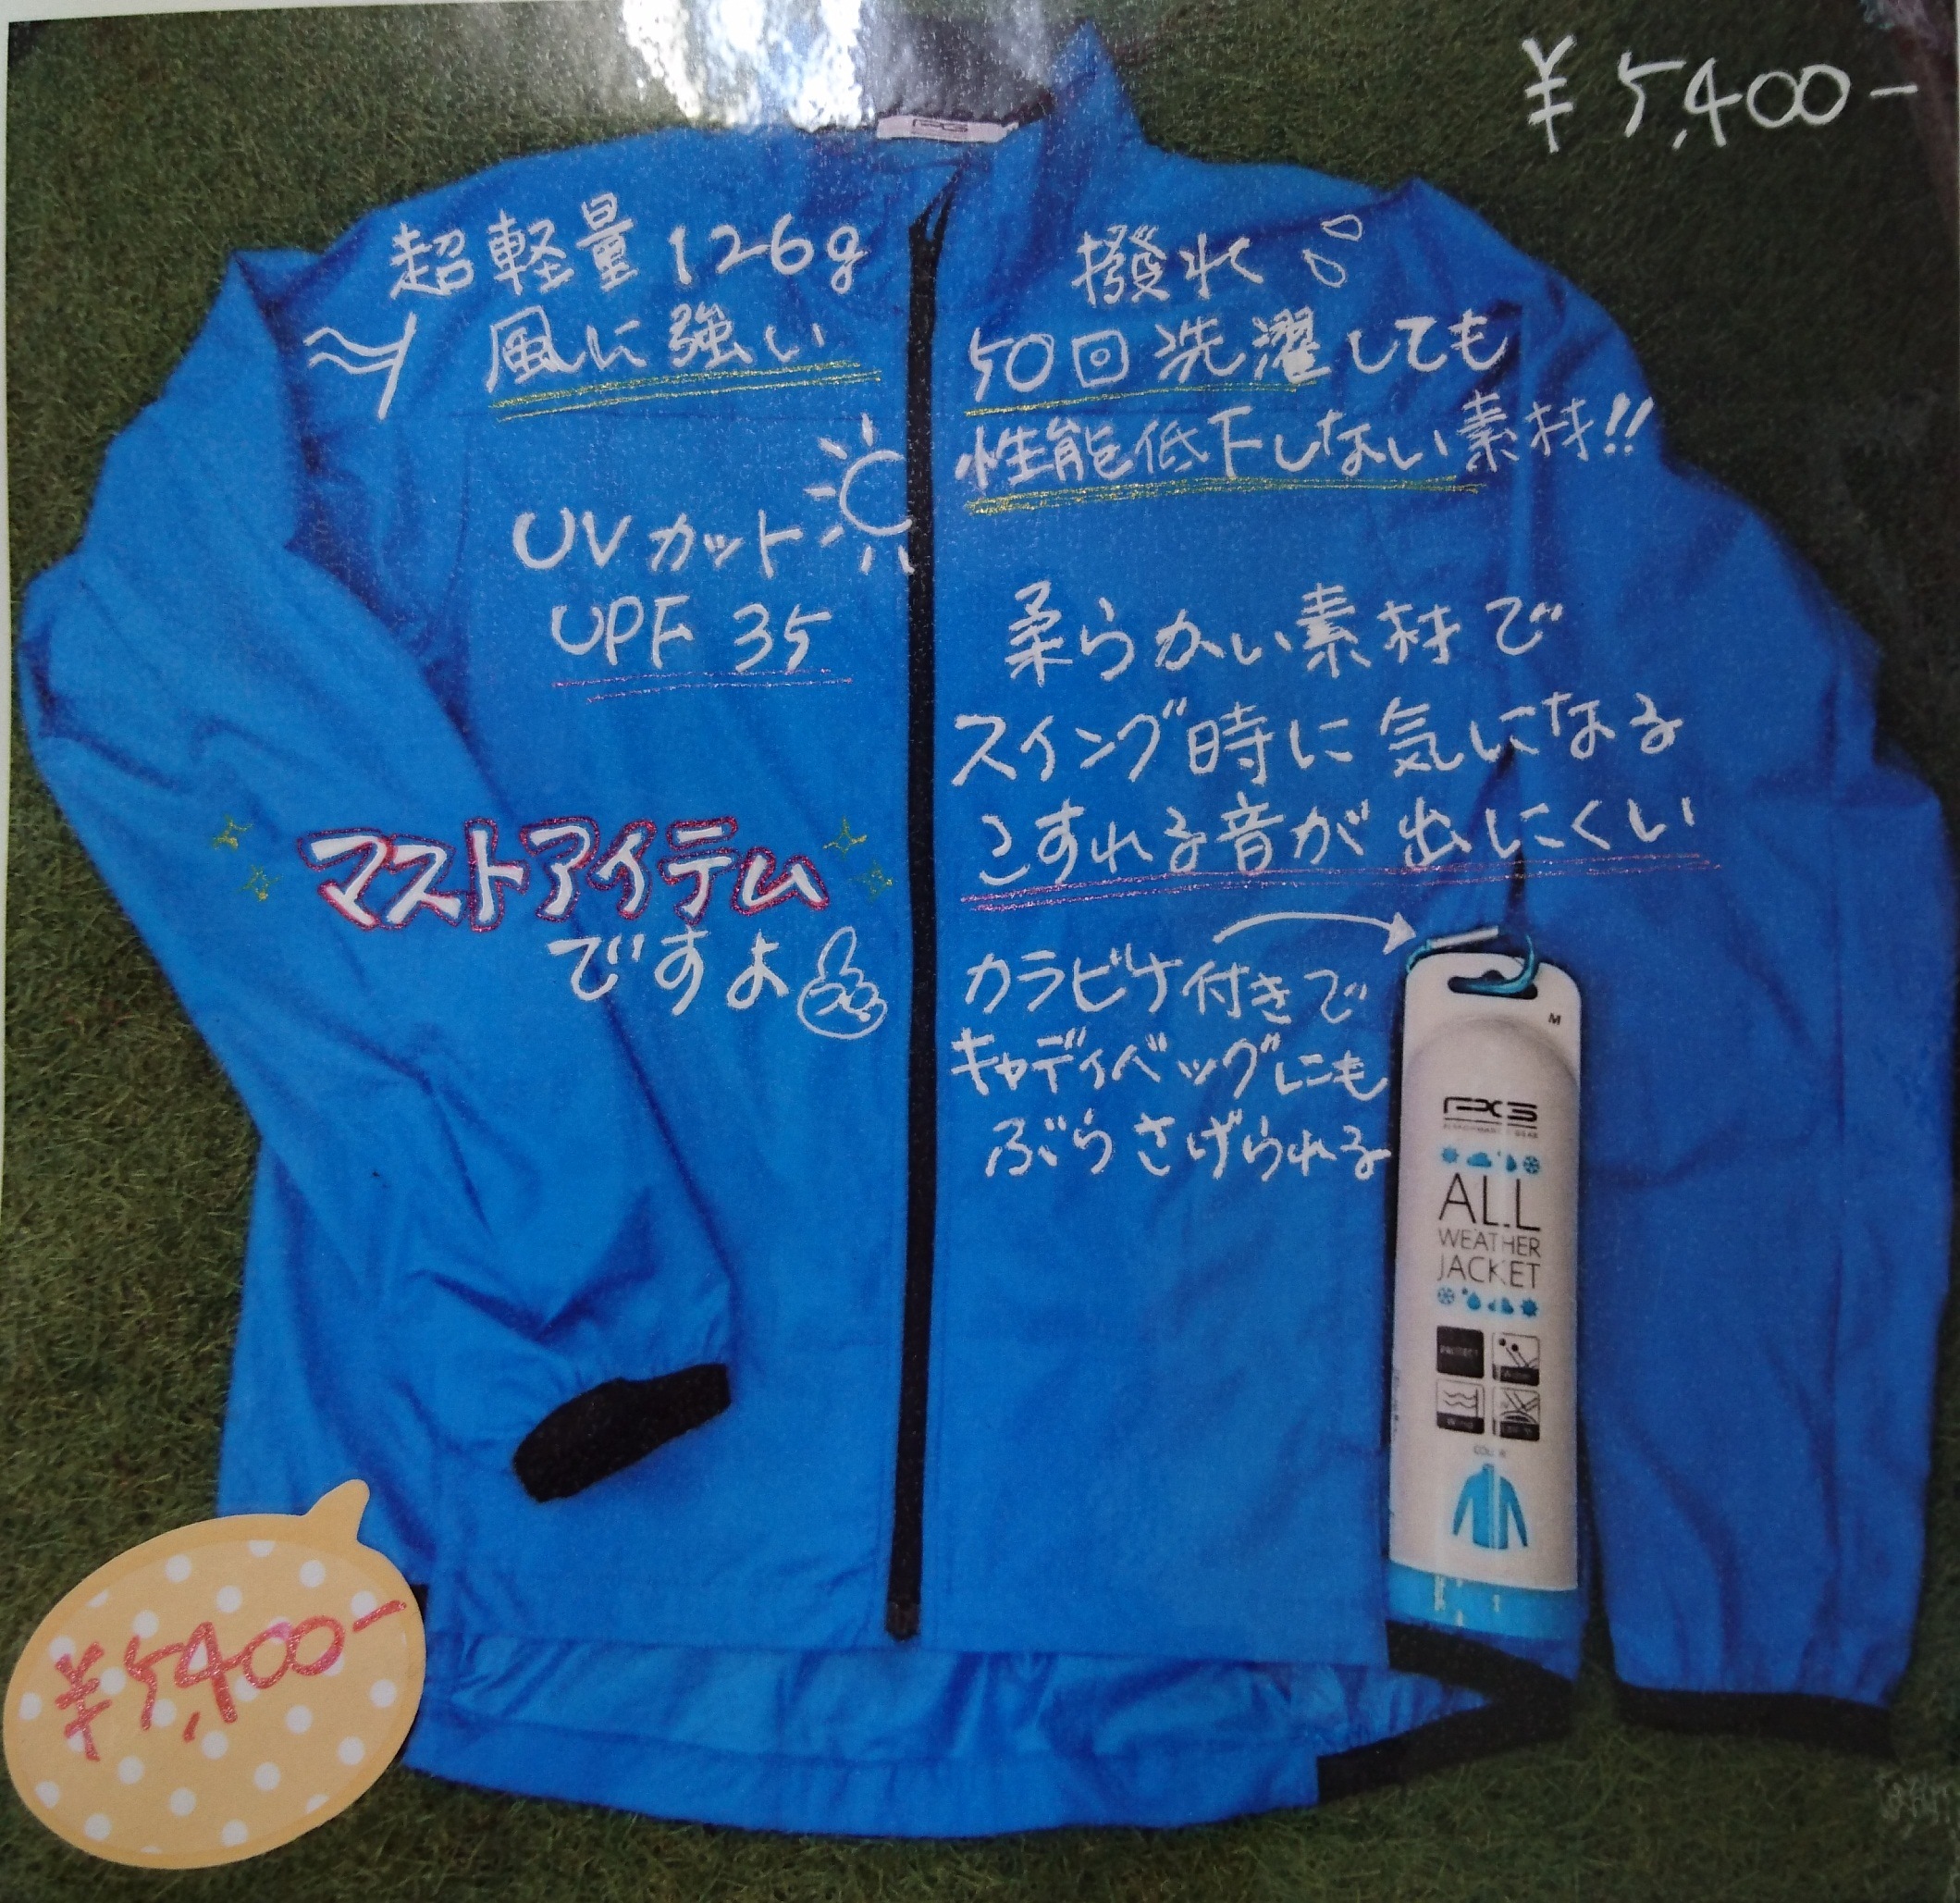 ¥5,400-
超軽量126g
風に強い
UVカット
UPF 35
マストアイテム
ですよ
撥水
50回洗濯しても
性能低下しない素材!!
柔らかい素材で
スイング時に気になる
こすれる音が出にくい
カラビナ付きで
キャディバッグにも
ぶらさげられる
M
ALL
WEATHER
JACKET
PROTECT
¥5,400-